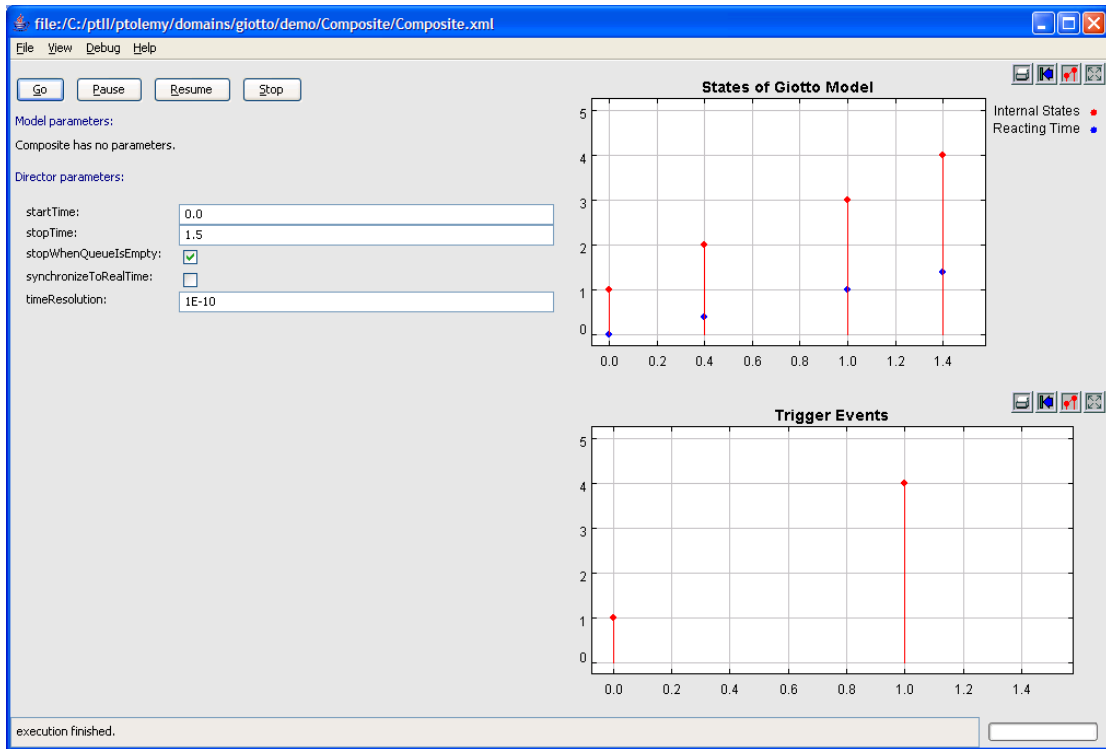 file:/C:/ptII/ptolemy/domains/giotto/demo/Composite/Composite.xml
File View Debug Help
Go Pause Resume Stop
Model parameters:
Composite has no parameters.
Director parameters:
startTime: 0.0
stopTime: 1.5
stopWhenQueueIsEmpty:
synchronizeToRealTime:
timeResolution: 1E-10
States of Giotto Model
Internal States
Reacting Time
5
4
3
2
1
0
0.0 0.2 0.4 0.6 0.8 1.0 1.2 1.4
Trigger Events
5
4
3
2
1
0
0.0 0.2 0.4 0.6 0.8 1.0 1.2 1.4
execution finished.